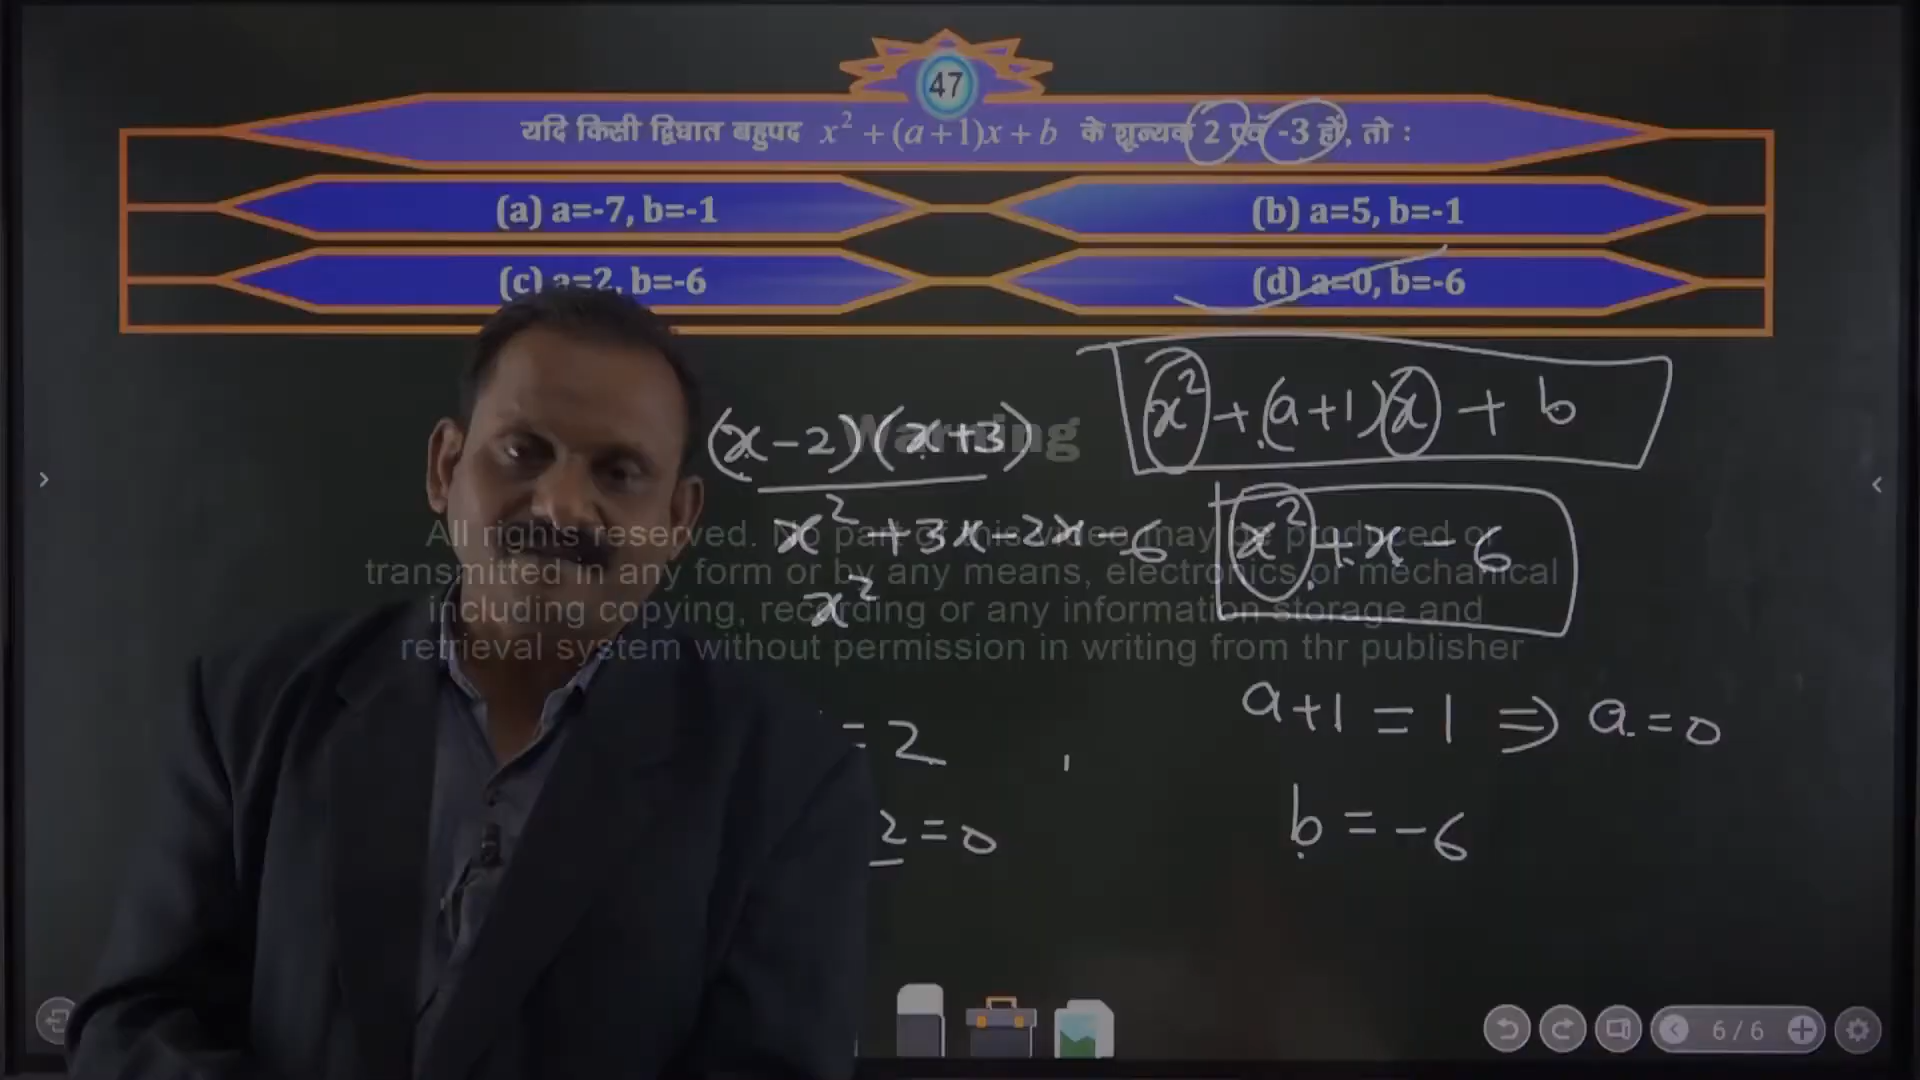 47
यदि किसी द्विघात बहुपद x² + (a+1)x + b के शून्यक 2 एवं -3 हों, तो :
(a) a=-7, b=-1
(b) a=5, b=-1
(c) a=2, b=-6
(d) a=0, b=-6
x² + (a+1)x + b
(x-2)(x+3)
Warning
x² + 3x - 2x - 6
x² + x - 6
x²
All rights reserved. No part of this may be produced or
transmitted in any form or by any means, electronics or mechanical
including copying, recording or any information storage and
retrieval system without permission in writing from thr publisher
a+1 = 1 ⇒ a = 0
= 2
2 = 0
b = -6
6 / 6